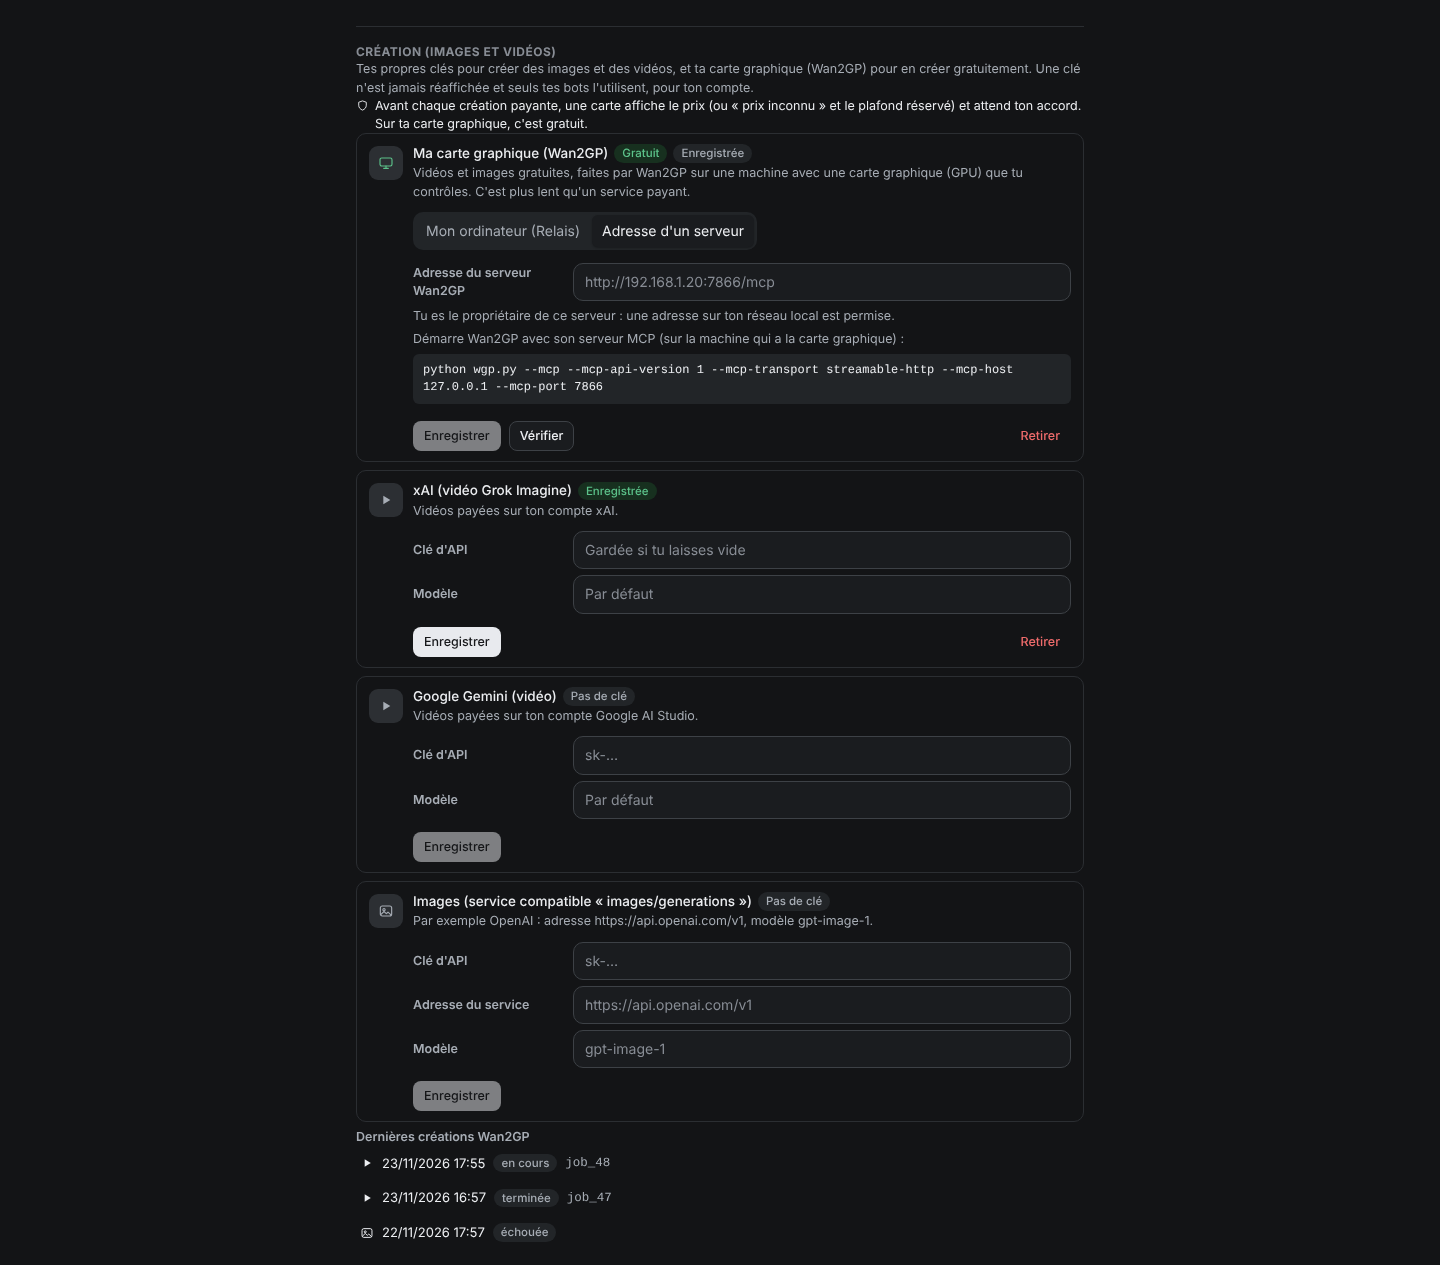 CRÉATION (IMAGES ET VIDÉOS)
Tes propres clés pour créer des images et des vidéos, et ta carte graphique (Wan2GP) pour en créer gratuitement. Une clé
n'est jamais réaffichée et seuls tes bots l'utilisent, pour ton compte.
Avant chaque création payante, une carte affiche le prix (ou « prix inconnu » et le plafond réservé) et attend ton accord.
Sur ta carte graphique, c'est gratuit.
Ma carte graphique (Wan2GP) Gratuit Enregistrée
Vidéos et images gratuites, faites par Wan2GP sur une machine avec une carte graphique (GPU) que tu
contrôles. C'est plus lent qu'un service payant.
Mon ordinateur (Relais) Adresse d'un serveur
Adresse du serveur
Wan2GP
http://192.168.1.20:7866/mcp
Tu es le propriétaire de ce serveur : une adresse sur ton réseau local est permise.
Démarre Wan2GP avec son serveur MCP (sur la machine qui a la carte graphique) :
python wgp.py --mcp --mcp-api-version 1 --mcp-transport streamable-http --mcp-host
127.0.0.1 --mcp-port 7866
Enregistrer Vérifier Retirer
xAI (vidéo Grok Imagine) Enregistrée
Vidéos payées sur ton compte xAI.
Clé d'API Gardée si tu laisses vide
Modèle Par défaut
Enregistrer Retirer
Google Gemini (vidéo) Pas de clé
Vidéos payées sur ton compte Google AI Studio.
Clé d'API sk-...
Modèle Par défaut
Enregistrer
Images (service compatible « images/generations ») Pas de clé
Par exemple OpenAI : adresse https://api.openai.com/v1, modèle gpt-image-1.
Clé d'API sk-...
Adresse du service https://api.openai.com/v1
Modèle gpt-image-1
Enregistrer
Dernières créations Wan2GP
23/11/2026 17:55 en cours job_48
23/11/2026 16:57 terminée job_47
22/11/2026 17:57 échouée